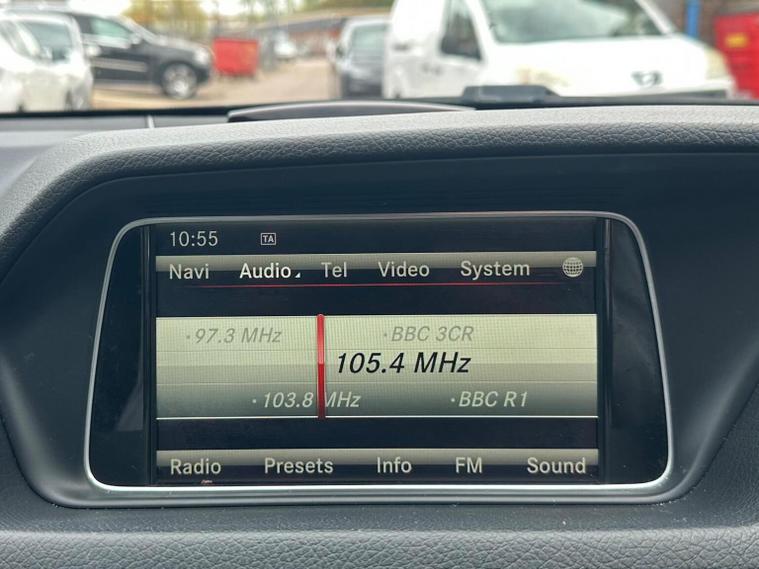 10:55 TA
Navi Audio Tel Video System
·97.3 MHz ·BBC 3CR
105.4 MHz
·103.8 MHz ·BBC R1
Radio Presets Info FM Sound